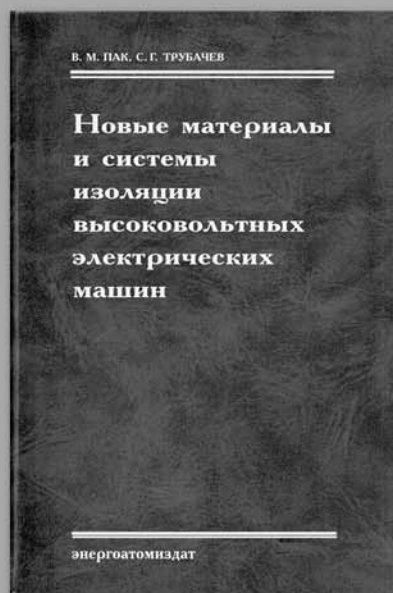 В. М. ПАК, С. Г. ТРУБАЧЕВ
Новые материалы
и системы
изоляции
высоковольтных
электрических
машин
энергоатомиздат